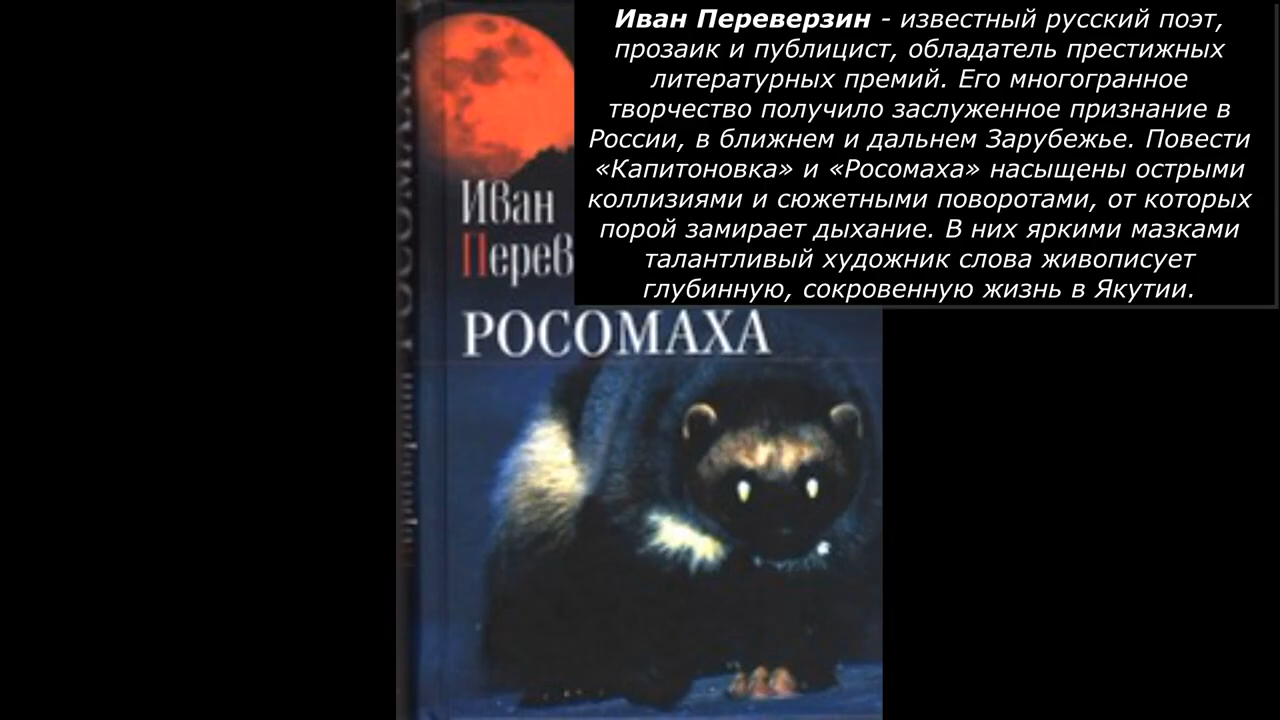 Иван Переверзин - известный русский поэт,
прозаик и публицист, обладатель престижных
литературных премий. Его многогранное
творчество получило заслуженное признание в
России, в ближнем и дальнем Зарубежье. Повести
«Капитоновка» и «Росомаха» насыщены острыми
коллизиями и сюжетными поворотами, от которых
порой замирает дыхание. В них яркими мазками
талантливый художник слова живописует
глубинную, сокровенную жизнь в Якутии.
Иван
Перев
РОСОМАХА
РОСОМАХА